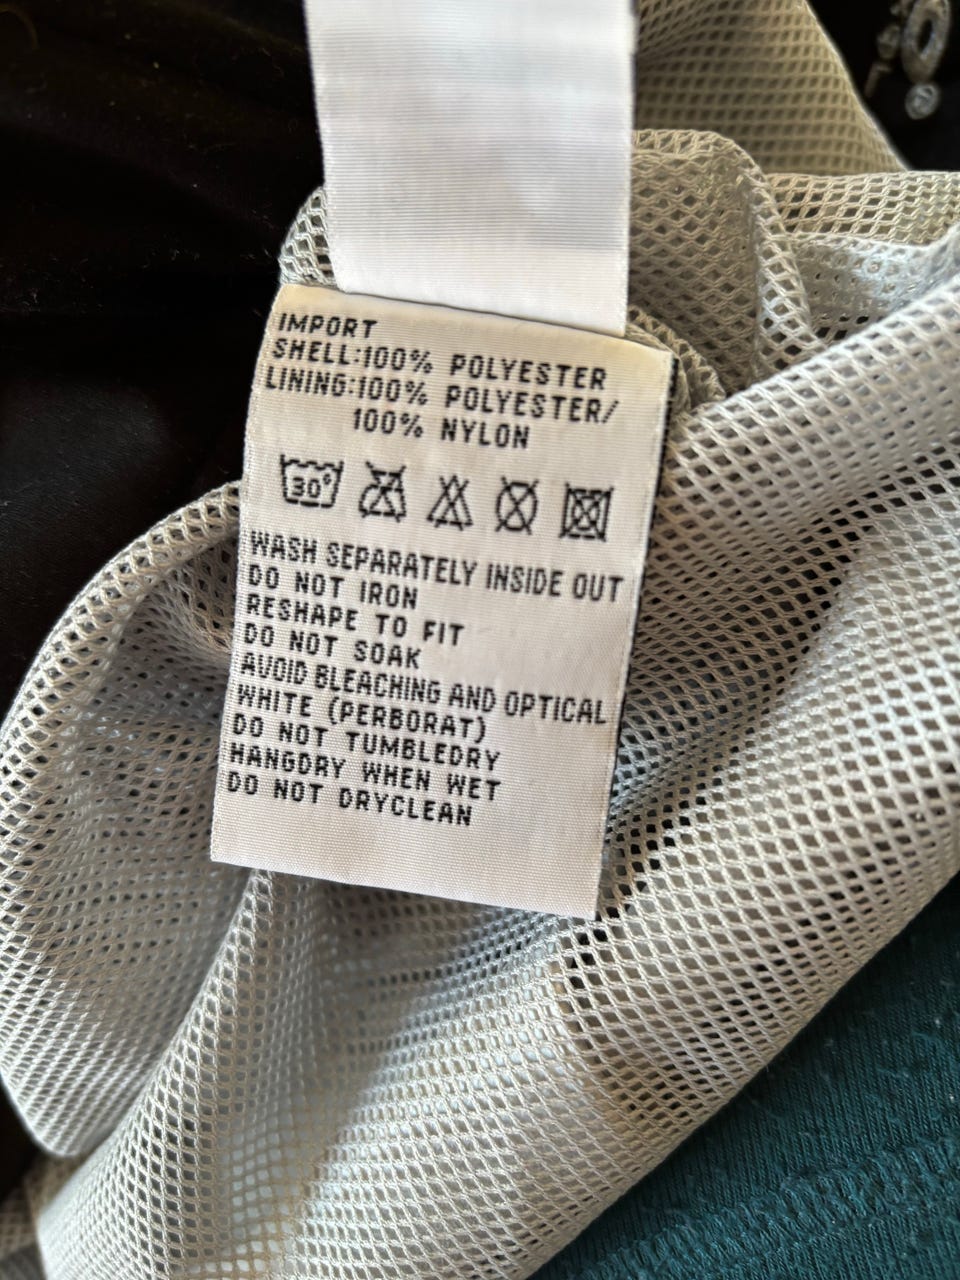 IMPORT
SHELL:100% POLYESTER
LINING:100% POLYESTER/
100% NYLON
30°
WASH SEPARATELY INSIDE OUT
DO NOT IRON
RESHAPE TO FIT
DO NOT SOAK
AVOID BLEACHING AND OPTICAL
WHITE (PERBORAT)
DO NOT TUMBLEDRY
HANGDRY WHEN WET
DO NOT DRYCLEAN